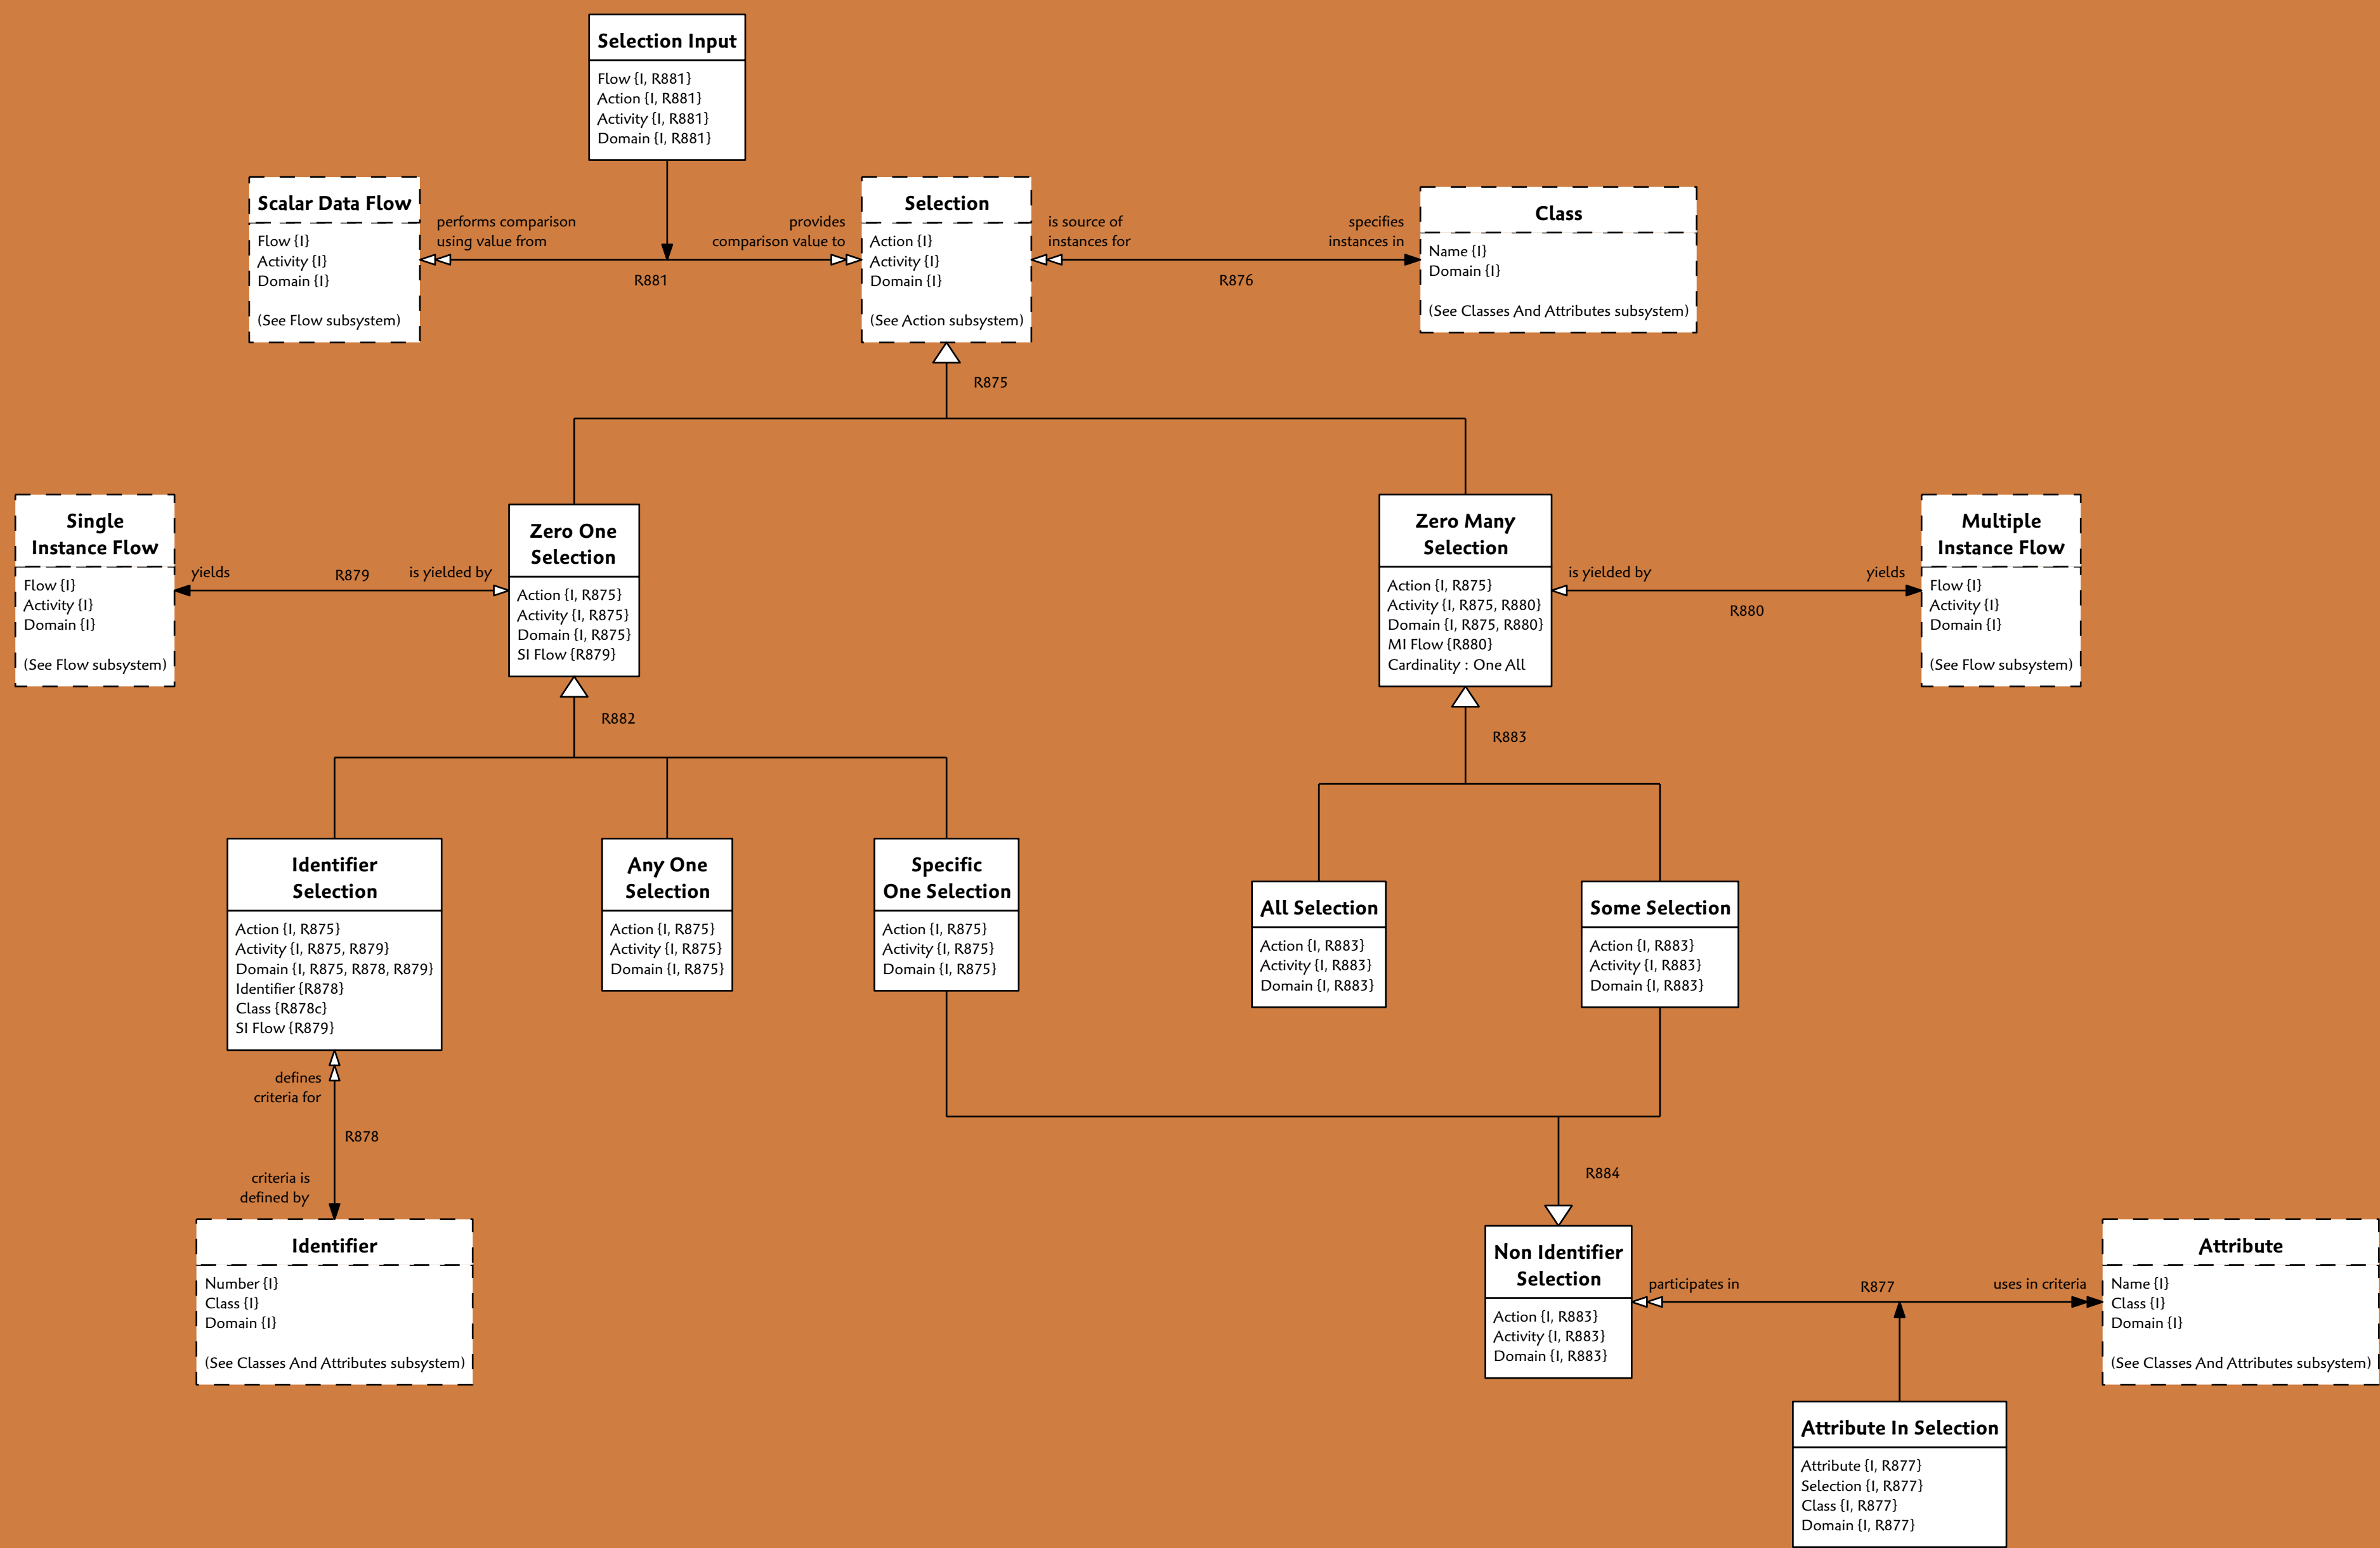 Selection Input
Flow {I, R881}
Action {I, R881}
Activity {I, R881}
Domain {I, R881}
Scalar Data Flow
Flow {I}
Activity {I}
Domain {I}
(See Flow subsystem)
performs comparison
using value from
provides
comparison value to
R881
Selection
Action {I}
Activity {I}
Domain {I}
(See Action subsystem)
is source of
instances for
specifies
instances in
R876
Class
Name {I}
Domain {I}
(See Classes And Attributes subsystem)
R875
Single
Instance Flow
Flow {I}
Activity {I}
Domain {I}
(See Flow subsystem)
yields
R879
is yielded by
Zero One
Selection
Action {I, R875}
Activity {I, R875}
Domain {I, R875}
SI Flow {R879}
Zero Many
Selection
Action {I, R875}
Activity {I, R875, R880}
Domain {I, R875, R880}
MI Flow {R880}
Cardinality : One All
is yielded by
yields
R880
Multiple
Instance Flow
Flow {I}
Activity {I}
Domain {I}
(See Flow subsystem)
R882
R883
Identifier
Selection
Action {I, R875}
Activity {I, R875, R879}
Domain {I, R875, R878, R879}
Identifier {R878}
Class {R878c}
SI Flow {R879}
Any One
Selection
Action {I, R875}
Activity {I, R875}
Domain {I, R875}
Specific
One Selection
Action {I, R875}
Activity {I, R875}
Domain {I, R875}
All Selection
Action {I, R883}
Activity {I, R883}
Domain {I, R883}
Some Selection
Action {I, R883}
Activity {I, R883}
Domain {I, R883}
defines
criteria for
R878
criteria is
defined by
R884
Identifier
Number {I}
Class {I}
Domain {I}
(See Classes And Attributes subsystem)
Non Identifier
Selection
Action {I, R883}
Activity {I, R883}
Domain {I, R883}
participates in
R877
uses in criteria
Attribute
Name {I}
Class {I}
Domain {I}
(See Classes And Attributes subsystem)
Attribute In Selection
Attribute {I, R877}
Selection {I, R877}
Class {I, R877}
Domain {I, R877}